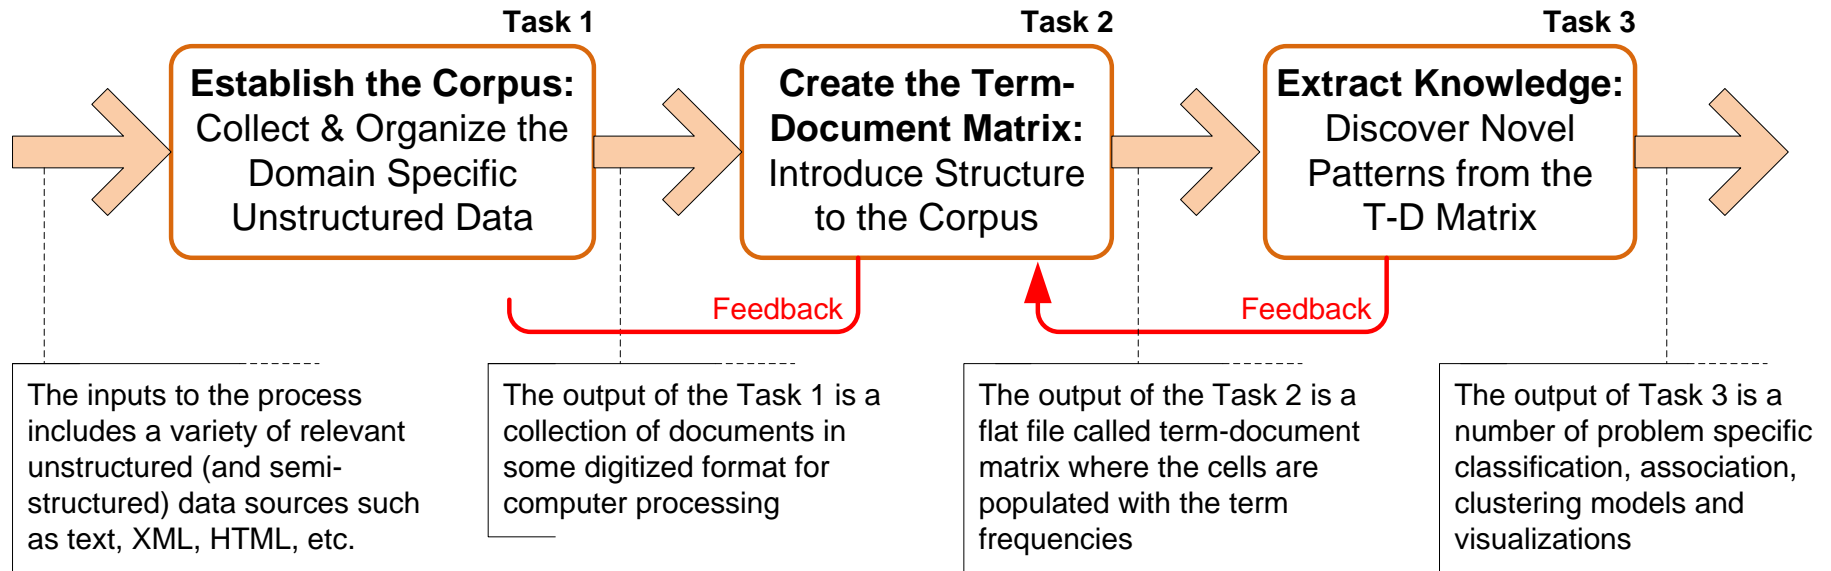 Task 1
Establish the Corpus:
Collect & Organize the
Domain Specific
Unstructured Data
Task 2
Create the Term-
Document Matrix:
Introduce Structure
to the Corpus
Task 3
Extract Knowledge:
Discover Novel
Patterns from the
T-D Matrix
Feedback
Feedback
The inputs to the process
includes a variety of relevant
unstructured (and semi-
structured) data sources such
as text, XML, HTML, etc.
The output of the Task 1 is a
collection of documents in
some digitized format for
computer processing
The output of the Task 2 is a
flat file called term-document
matrix where the cells are
populated with the term
frequencies
The output of Task 3 is a
number of problem specific
classification, association,
clustering models and
visualizations